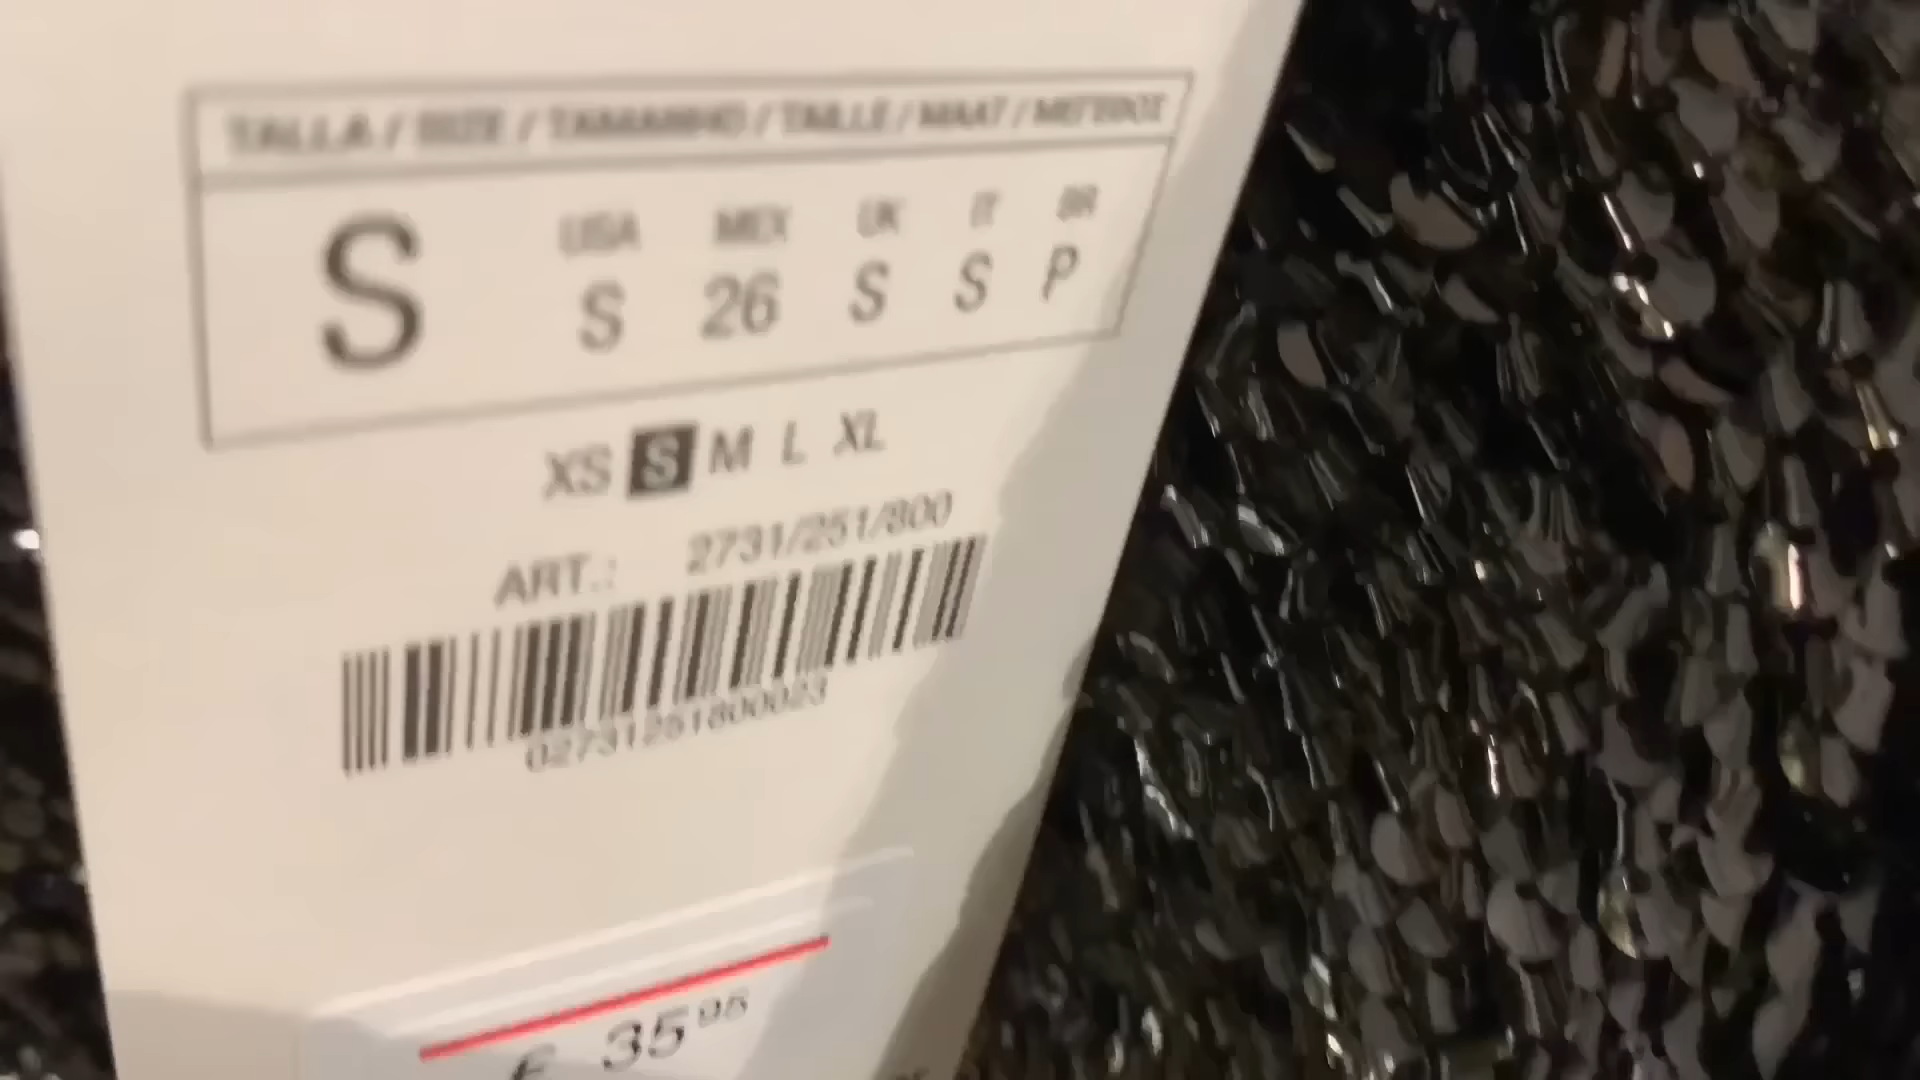 TALLA / SIZE / TAMANHO / TAILLE / MAAT / ΜΕΓΕΘΟΣ
S
USA MEX UK IT BR
S 26 S S P
XS S M L XL
ART.: 2731/251/800
02731251800023
35 95